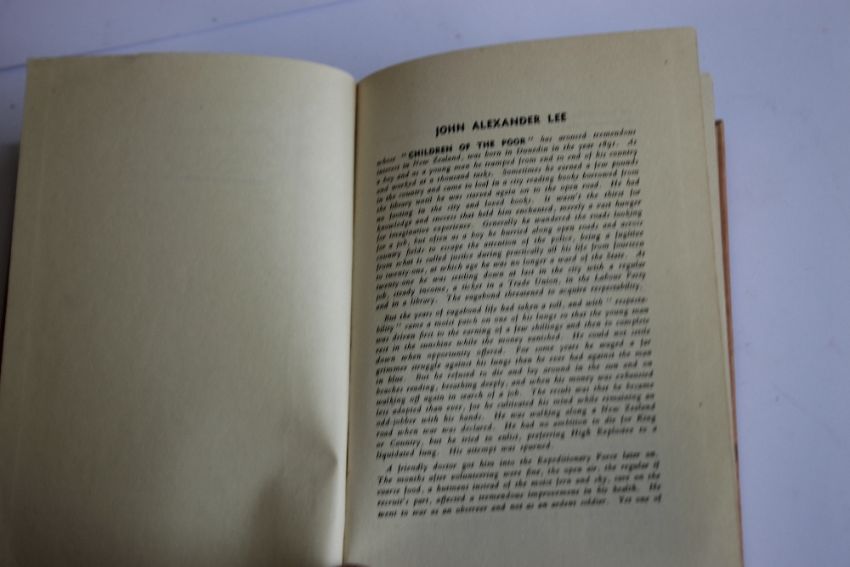 JOHN ALEXANDER LEE
whose "CHILDREN OF THE POOR" has aroused tremendous
interest in New Zealand, was born in Dunedin in the year 1891. As
a boy and as a young man he tramped from end to end of his country
and worked at a thousand tasks. Sometimes he earned a few pounds
in the country and came to loaf in a city reading books borrowed from
the library until he was starved again on to the open road. He had
no footing in the city and loved books. It wasn't the thirst for
knowledge and success that held him enchanted, merely a vast hunger
for imaginative experience. Generally he wandered the roads looking
for a job, but often as a boy he hurried along open roads and across
country fields to escape the attention of the police, being a fugitive
from what is called justice during practically all his life from fourteen
to twenty-one, at which age he was no longer a ward of the State. At
twenty-one he was settling down at last in the city with a regular
job, steady income, a ticket in a Trade Union, in the Labour Party
and in a library. The vagabond threatened to acquire respectability.
But the years of vagabond life had taken a toll, and with "respecta-
bility" came a moist patch on one of his lungs so that the young man
was driven first to the earning of a few shillings and then to complete
rest in the sunshine while the money vanished. He could not settle
down when opportunity offered. For some years he waged a far
grimmer struggle against his lungs than he ever had against the man
in blue. But he refused to die and lay around in the sun and on
beaches reading, breathing deeply, and when his money was exhausted
walking off again in search of a job. The result was that he became
less adapted than ever, for he cultivated his mind while remaining an
odd-jobber with his hands. He was walking along a New Zealand
road when war was declared. He had no ambition to die for King
or Country, but he tried to enlist, preferring High Explosive to a
liquidated lung. His attempt was spurned.
A friendly doctor got him into the Expeditionary Force later on.
The months after volunteering were fine, the open air, the regular if
coarse food, a hutment instead of the moist fern and sky, care on the
recruit's part, effected a tremendous improvement in his health. He
went to war as an observer and not as an ardent soldier. Yet one of